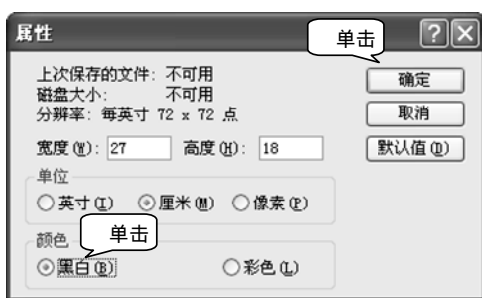 属性
单击
上次保存的文件: 不可用
磁盘大小: 不可用
分辨率: 每英寸 72 x 72 点
确定
取消
宽度(W): 27 高度(H): 18
默认值(D)
单位
英寸(I) 厘米(M) 像素(P)
颜色
单击
黑白(B) 彩色(L)